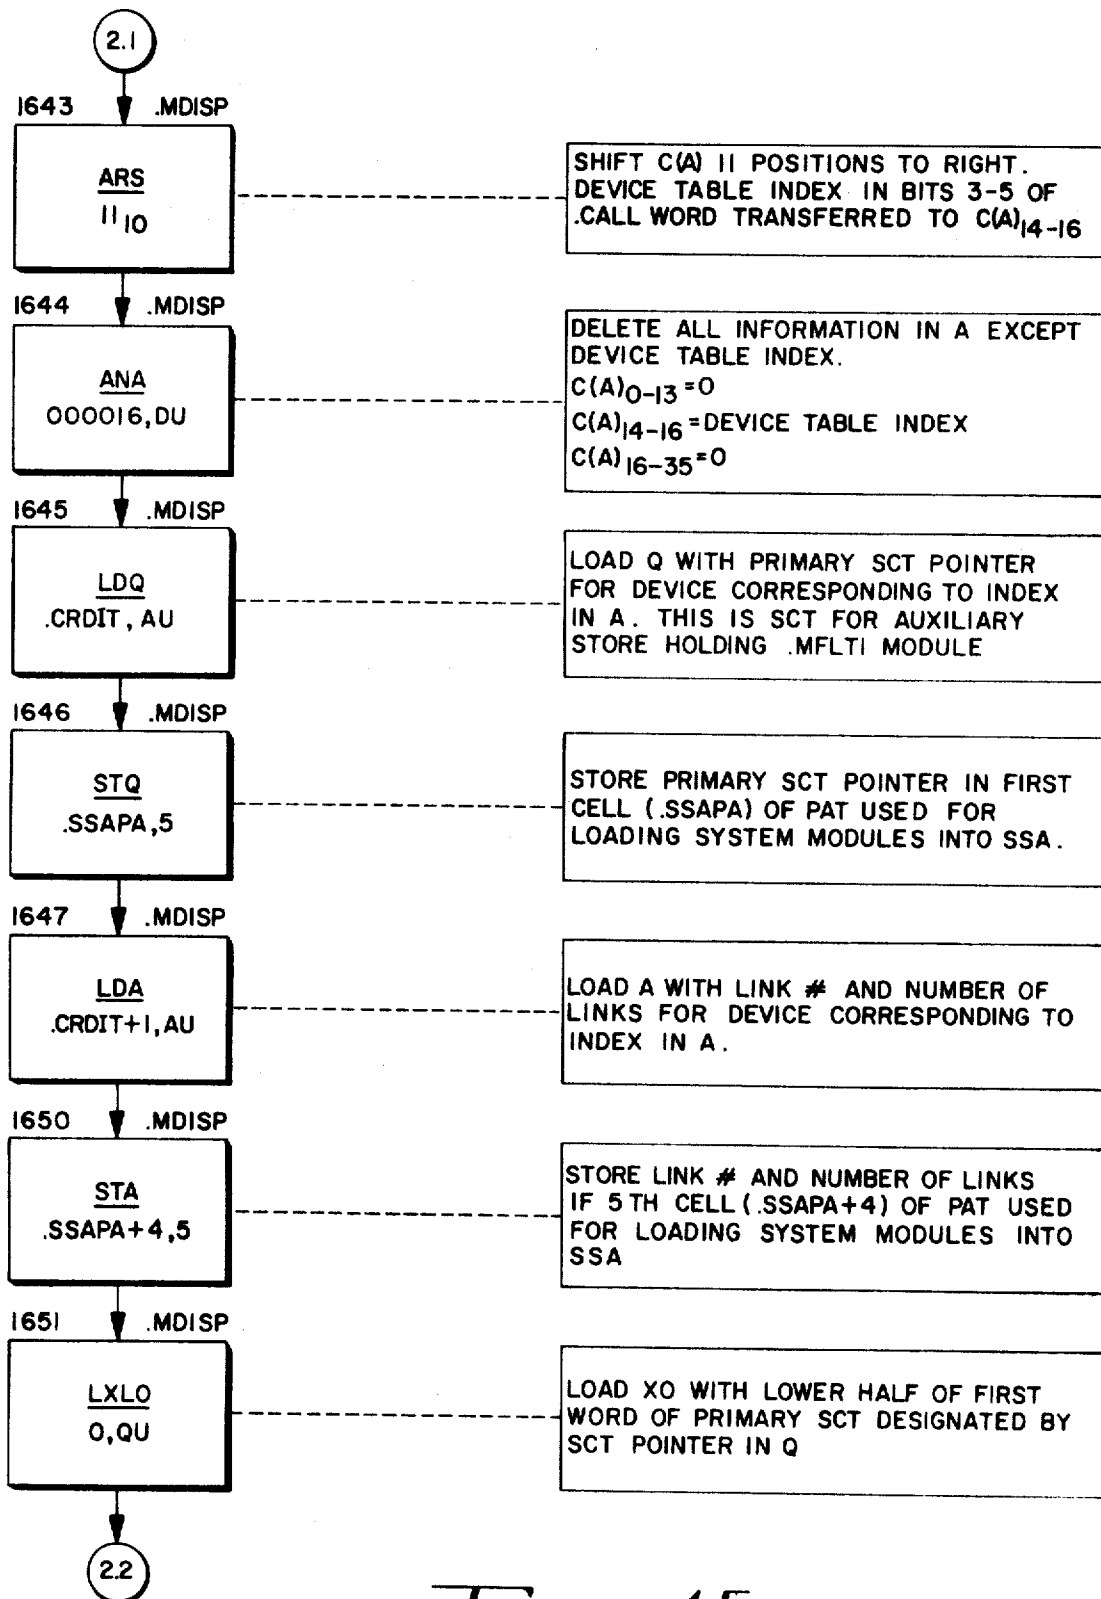 2.1
1643 .MDISP
ARS
11 10
SHIFT C(A) 11 POSITIONS TO RIGHT.
DEVICE TABLE INDEX IN BITS 3-5 OF
.CALL WORD TRANSFERRED TO C(A)14-16
1644 .MDISP
ANA
000016,DU
DELETE ALL INFORMATION IN A EXCEPT
DEVICE TABLE INDEX.
C(A)0-13=0
C(A)14-16=DEVICE TABLE INDEX
C(A)16-35=0
1645 .MDISP
LDQ
.CRDIT, AU
LOAD Q WITH PRIMARY SCT POINTER
FOR DEVICE CORRESPONDING TO INDEX
IN A. THIS IS SCT FOR AUXILIARY
STORE HOLDING .MFLTI MODULE
1646 .MDISP
STQ
.SSAPA,5
STORE PRIMARY SCT POINTER IN FIRST
CELL (.SSAPA) OF PAT USED FOR
LOADING SYSTEM MODULES INTO SSA.
1647 .MDISP
LDA
.CRDIT+1,AU
LOAD A WITH LINK # AND NUMBER OF
LINKS FOR DEVICE CORRESPONDING TO
INDEX IN A.
1650 .MDISP
STA
.SSAPA+4,5
STORE LINK # AND NUMBER OF LINKS
IF 5TH CELL (.SSAPA+4) OF PAT USED
FOR LOADING SYSTEM MODULES INTO
SSA
1651 .MDISP
LXLO
0,QU
LOAD XO WITH LOWER HALF OF FIRST
WORD OF PRIMARY SCT DESIGNATED BY
SCT POINTER IN Q
2.2